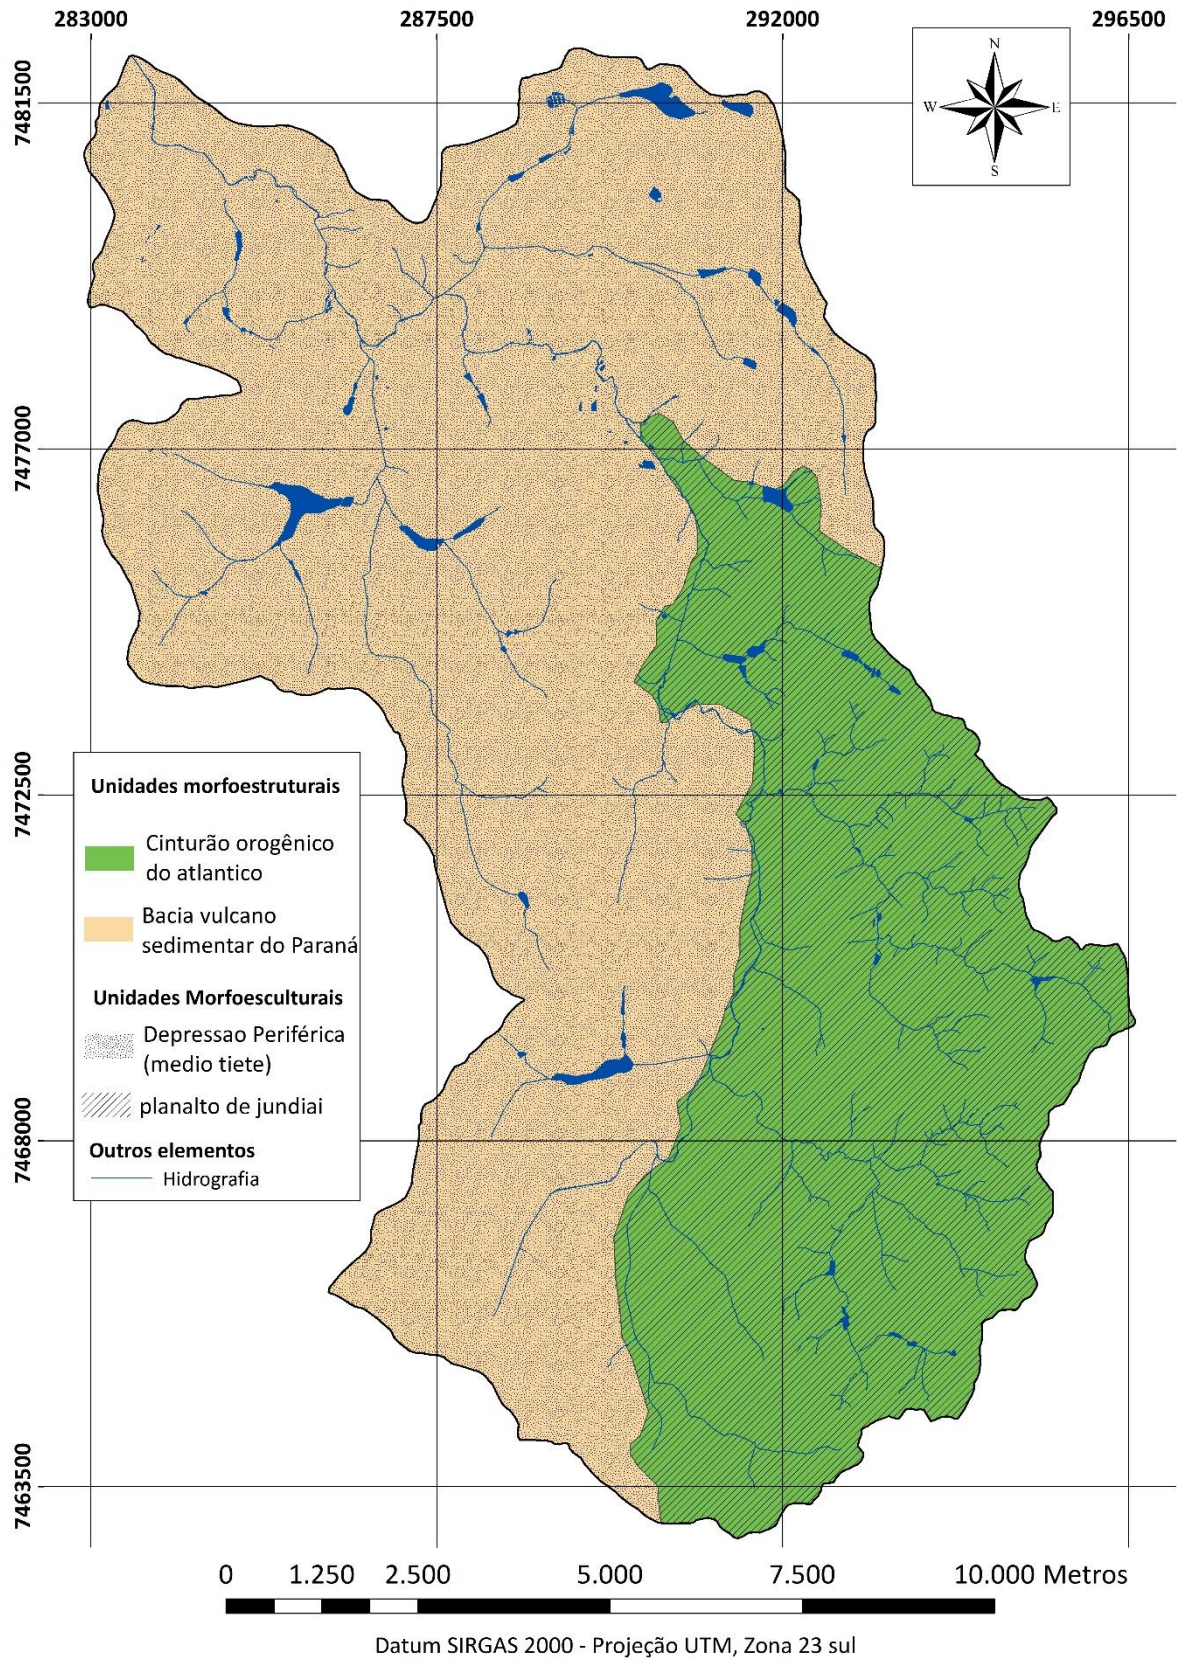 283000 287500 292000 296500
N
W E
S
7481500
7477000
7472500
7468000
7463500
Unidades morfoestruturais
Cinturão orogênico
do atlantico
Bacia vulcano
sedimentar do Paraná
Unidades Morfoesculturais
Depressao Periférica
(medio tiete)
planalto de jundiai
Outros elementos
Hidrografia
0 1.250 2.500 5.000 7.500 10.000 Metros
Datum SIRGAS 2000 - Projeção UTM, Zona 23 sul